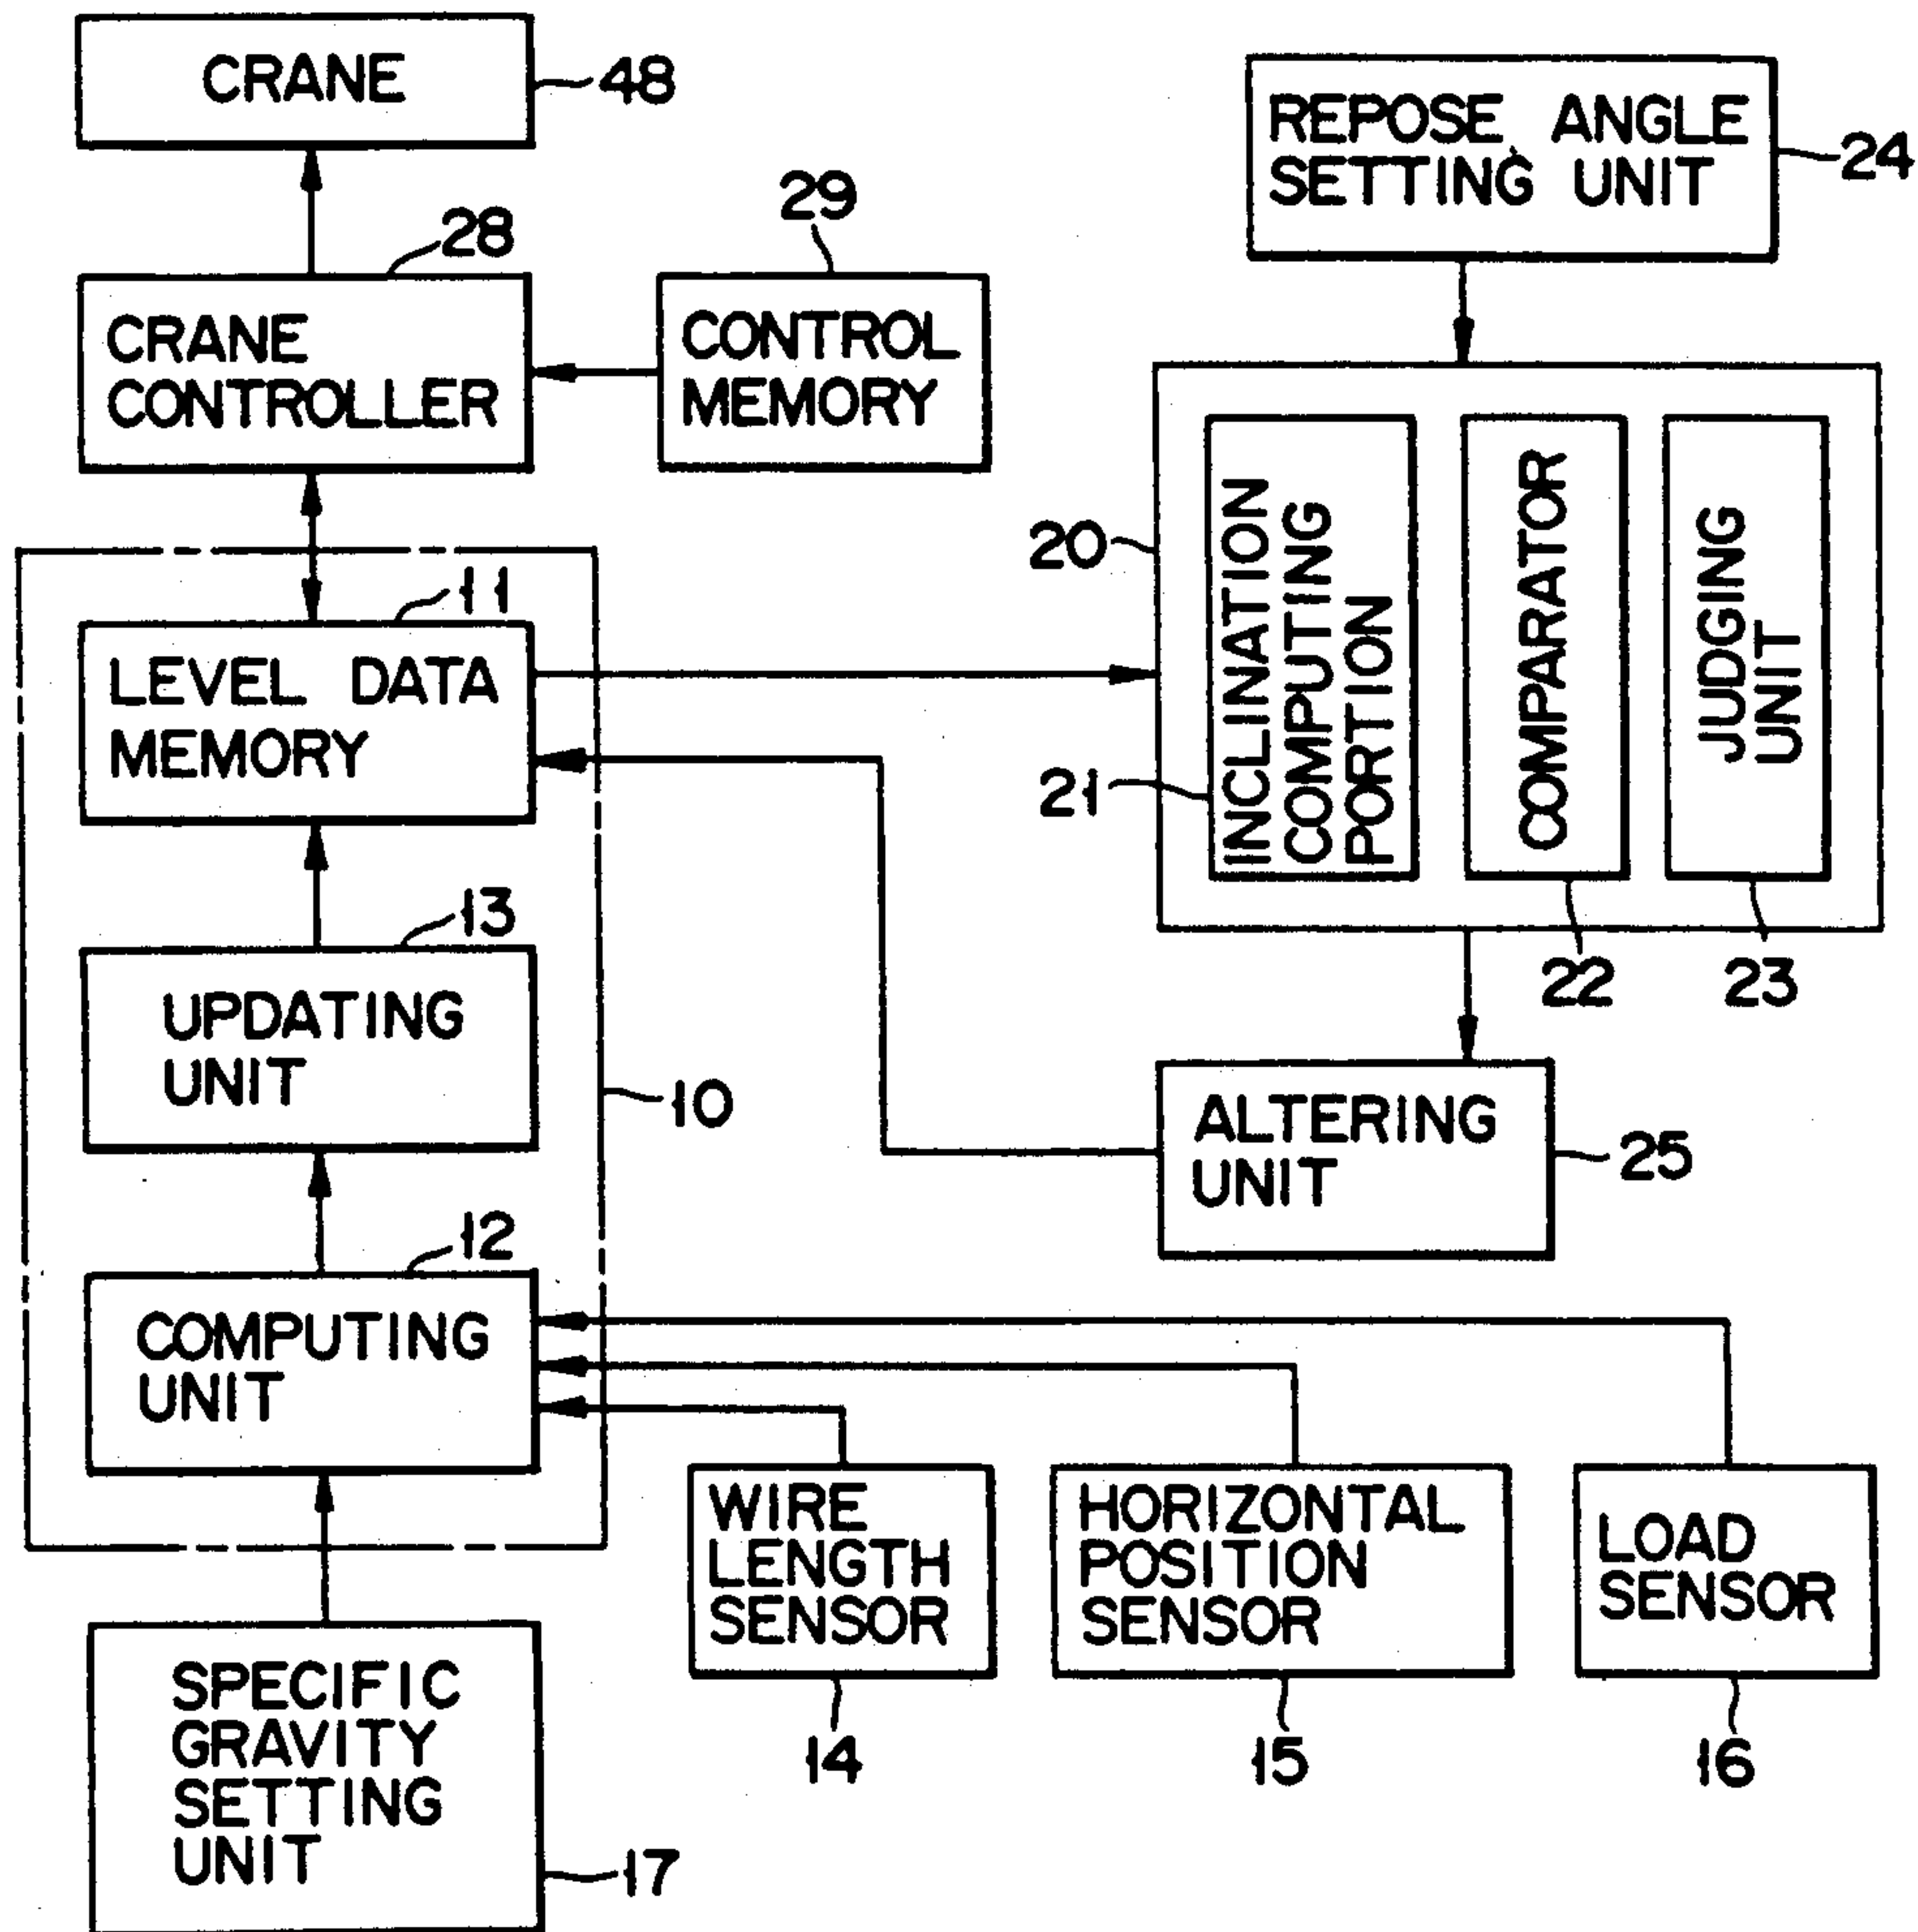 CRANE
48
REPOSE ANGLE
SETTING UNIT
24
29
28
CRANE
CONTROLLER
CONTROL
MEMORY
20
INCLINATION
COMPUTING
PORTION
COMPARATOR
JUDGING
UNIT
11
LEVEL DATA
MEMORY
21
13
22
23
UPDATING
UNIT
10
ALTERING
UNIT
25
12
COMPUTING
UNIT
WIRE
LENGTH
SENSOR
HORIZONTAL
POSITION
SENSOR
LOAD
SENSOR
14
15
16
SPECIFIC
GRAVITY
SETTING
UNIT
17